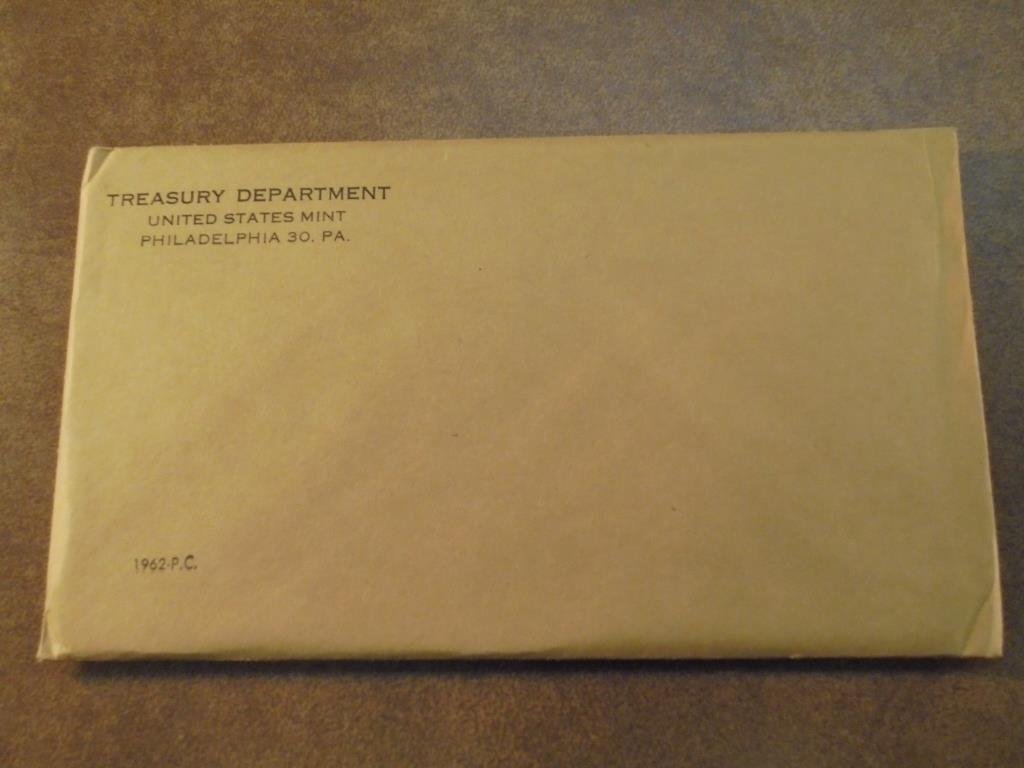 TREASURY DEPARTMENT
UNITED STATES MINT
PHILADELPHIA 30, PA.
1962-P.C.